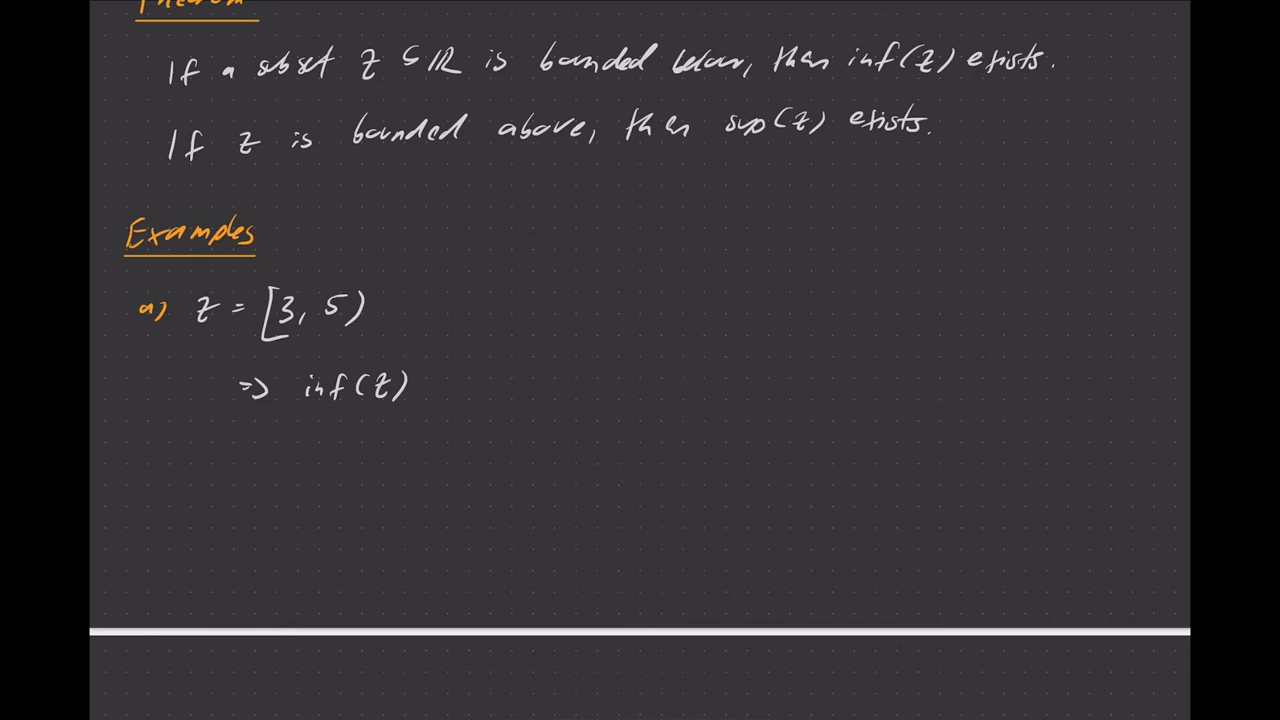 Theorem
If a subset Z ⊆ ℝ is bounded below, then inf(Z) exists.
If Z is bounded above, then sup(Z) exists.
Examples
a) Z = [3, 5)
=> inf(Z)